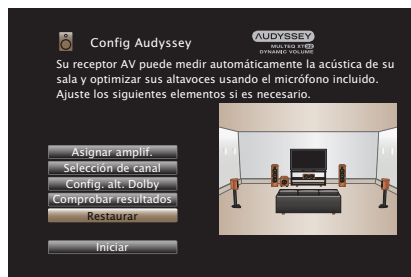 Config Audyssey
AUDYSSEY
MULTEQ XT32
DYNAMIC VOLUME
Su receptor AV puede medir automáticamente la acústica de su
sala y optimizar sus altavoces usando el micrófono incluido.
Ajuste los siguientes elementos si es necesario.
Asignar amplif.
Selección de canal
Config. alt. Dolby
Comprobar resultados
Restaurar
Iniciar